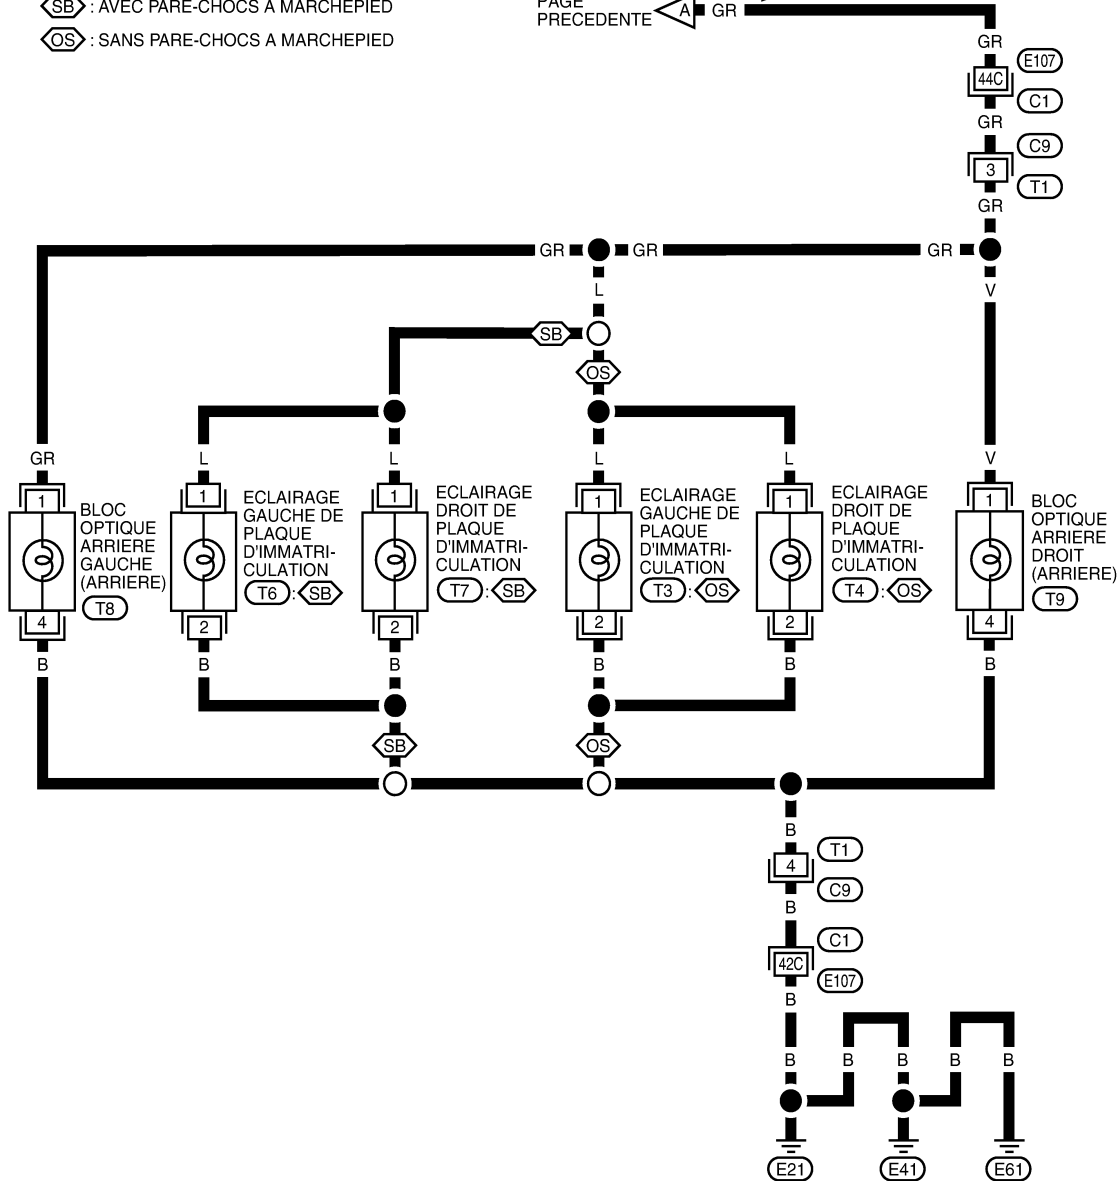 SB : AVEC PARE-CHOCS A MARCHEPIED
OS : SANS PARE-CHOCS A MARCHEPIED
PAGE
PRECEDENTE
A
GR
GR
44C
E107
C1
GR
C9
3
T1
GR
GR
GR
GR
L
V
SB
OS
GR
L
L
L
L
V
1
BLOC
OPTIQUE
ARRIERE
GAUCHE
(ARRIERE)
T8
4
1
ECLAIRAGE
GAUCHE DE
PLAQUE
D'IMMATRI-
CULATION
T6 : SB
2
1
ECLAIRAGE
DROIT DE
PLAQUE
D'IMMATRI-
CULATION
T7 : SB
2
1
ECLAIRAGE
GAUCHE DE
PLAQUE
D'IMMATRI-
CULATION
T3 : OS
2
1
ECLAIRAGE
DROIT DE
PLAQUE
D'IMMATRI-
CULATION
T4 : OS
2
1
BLOC
OPTIQUE
ARRIERE
DROIT
(ARRIERE)
T9
4
B
B
B
B
B
B
SB
OS
B
T1
4
C9
B
C1
42C
E107
B
B
B
B
B
B
E21
E41
E61